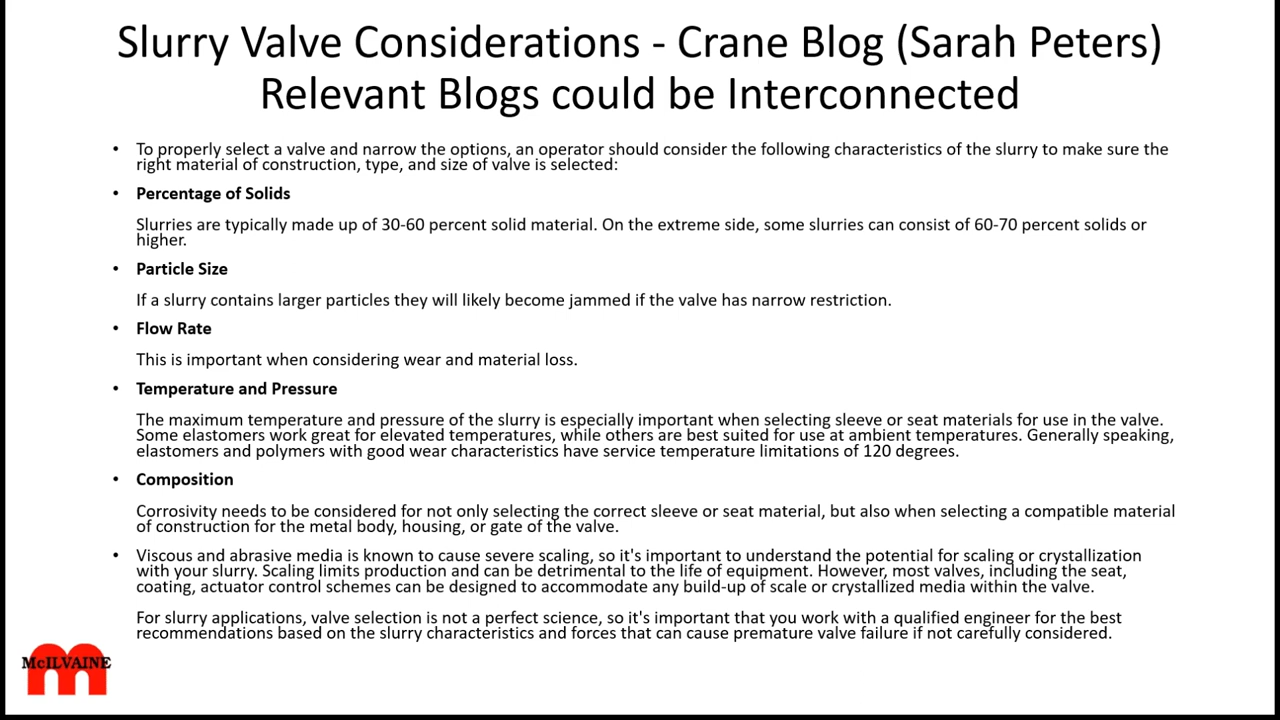 Slurry Valve Considerations - Crane Blog (Sarah Peters)
Relevant Blogs could be Interconnected
• To properly select a valve and narrow the options, an operator should consider the following characteristics of the slurry to make sure the
right material of construction, type, and size of valve is selected:
• Percentage of Solids
Slurries are typically made up of 30-60 percent solid material. On the extreme side, some slurries can consist of 60-70 percent solids or
higher.
• Particle Size
If a slurry contains larger particles they will likely become jammed if the valve has narrow restriction.
• Flow Rate
This is important when considering wear and material loss.
• Temperature and Pressure
The maximum temperature and pressure of the slurry is especially important when selecting sleeve or seat materials for use in the valve.
Some elastomers work great for elevated temperatures, while others are best suited for use at ambient temperatures. Generally speaking,
elastomers and polymers with good wear characteristics have service temperature limitations of 120 degrees.
• Composition
Corrosivity needs to be considered for not only selecting the correct sleeve or seat material, but also when selecting a compatible material
of construction for the metal body, housing, or gate of the valve.
• Viscous and abrasive media is known to cause severe scaling, so it's important to understand the potential for scaling or crystallization
with your slurry. Scaling limits production and can be detrimental to the life of equipment. However, most valves, including the seat,
coating, actuator control schemes can be designed to accommodate any build-up of scale or crystallized media within the valve.
For slurry applications, valve selection is not a perfect science, so it's important that you work with a qualified engineer for the best
recommendations based on the slurry characteristics and forces that can cause premature valve failure if not carefully considered.
McILVAINE